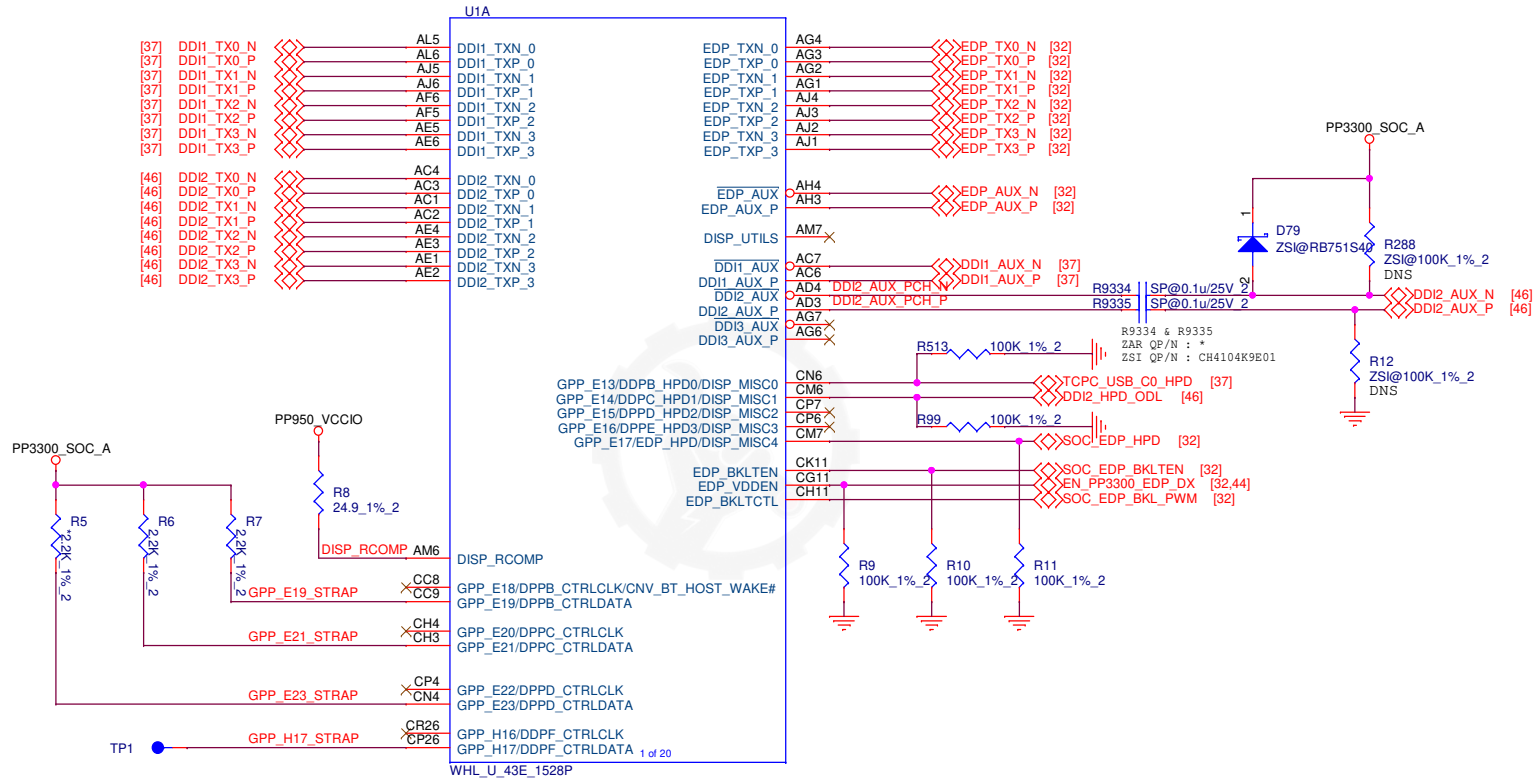 U1A
[37] DDI1_TX0_N AL5 DDI1_TXN_0
[37] DDI1_TX0_P AL6 DDI1_TXP_0
[37] DDI1_TX1_N AJ5 DDI1_TXN_1
[37] DDI1_TX1_P AJ6 DDI1_TXP_1
[37] DDI1_TX2_N AF6 DDI1_TXN_2
[37] DDI1_TX2_P AF5 DDI1_TXP_2
[37] DDI1_TX3_N AE5 DDI1_TXN_3
[37] DDI1_TX3_P AE6 DDI1_TXP_3
[46] DDI2_TX0_N AC4 DDI2_TXN_0
[46] DDI2_TX0_P AC3 DDI2_TXP_0
[46] DDI2_TX1_N AC1 DDI2_TXN_1
[46] DDI2_TX1_P AC2 DDI2_TXP_1
[46] DDI2_TX2_N AE4 DDI2_TXN_2
[46] DDI2_TX2_P AE3 DDI2_TXP_2
[46] DDI2_TX3_N AE1 DDI2_TXN_3
[46] DDI2_TX3_P AE2 DDI2_TXP_3
EDP_TXN_0 AG4 EDP_TX0_N [32]
EDP_TXP_0 AG3 EDP_TX0_P [32]
EDP_TXN_1 AG2 EDP_TX1_N [32]
EDP_TXP_1 AG1 EDP_TX1_P [32]
EDP_TXN_2 AJ4 EDP_TX2_N [32]
EDP_TXP_2 AJ3 EDP_TX2_P [32]
EDP_TXN_3 AJ2 EDP_TX3_N [32]
EDP_TXP_3 AJ1 EDP_TX3_P [32]
EDP_AUX AH4 EDP_AUX_N [32]
EDP_AUX_P AH3 EDP_AUX_P [32]
DISP_UTILS AM7
DDI1_AUX AC7 DDI1_AUX_N [37]
DDI1_AUX_P AC6 DDI1_AUX_P [37]
DDI2_AUX AD4 DDI2_AUX_PCH_N R9334 SP@0.1u/25V_2 DDI2_AUX_N [46]
DDI2_AUX_P AD3 DDI2_AUX_PCH_P R9335 SP@0.1u/25V_2 DDI2_AUX_P [46]
DDI3_AUX AG7
DDI3_AUX_P AG6
PP3300_SOC_A
1
D79
ZSI@RB751S40
2
R288
ZSI@100K_1%_2
DNS
R9334 & R9335
ZAR QP/N : *
ZSI QP/N : CH4104K9E01
R12
ZSI@100K_1%_2
DNS
R513 100K_1%_2
GPP_E13/DDPB_HPD0/DISP_MISC0 CN6 TCPC_USB_C0_HPD [37]
GPP_E14/DDPC_HPD1/DISP_MISC1 CM6 DDI2_HPD_ODL [46]
GPP_E15/DPPD_HPD2/DISP_MISC2 CP7
GPP_E16/DPPE_HPD3/DISP_MISC3 CP6
R99 100K_1%_2
GPP_E17/EDP_HPD/DISP_MISC4 CM7 SOC_EDP_HPD [32]
EDP_BKLTEN CK11 SOC_EDP_BKLTEN [32]
EDP_VDDEN CG11 EN_PP3300_EDP_DX [32,44]
EDP_BKLTCTL CH11 SOC_EDP_BKL_PWM [32]
R9
100K_1%_2
R10
100K_1%_2
R11
100K_1%_2
PP950_VCCIO
R8
24.9_1%_2
PP3300_SOC_A
R5
*2.2K_1%_2
R6
2.2K_1%_2
R7
2.2K_1%_2
DISP_RCOMP AM6 DISP_RCOMP
CC8 GPP_E18/DPPB_CTRLCLK/CNV_BT_HOST_WAKE#
GPP_E19_STRAP CC9 GPP_E19/DPPB_CTRLDATA
CH4 GPP_E20/DPPC_CTRLCLK
GPP_E21_STRAP CH3 GPP_E21/DPPC_CTRLDATA
CP4 GPP_E22/DPPD_CTRLCLK
GPP_E23_STRAP CN4 GPP_E23/DPPD_CTRLDATA
CR26 GPP_H16/DDPF_CTRLCLK
TP1 GPP_H17_STRAP CP26 GPP_H17/DDPF_CTRLDATA
1 of 20
WHL_U_43E_1528P